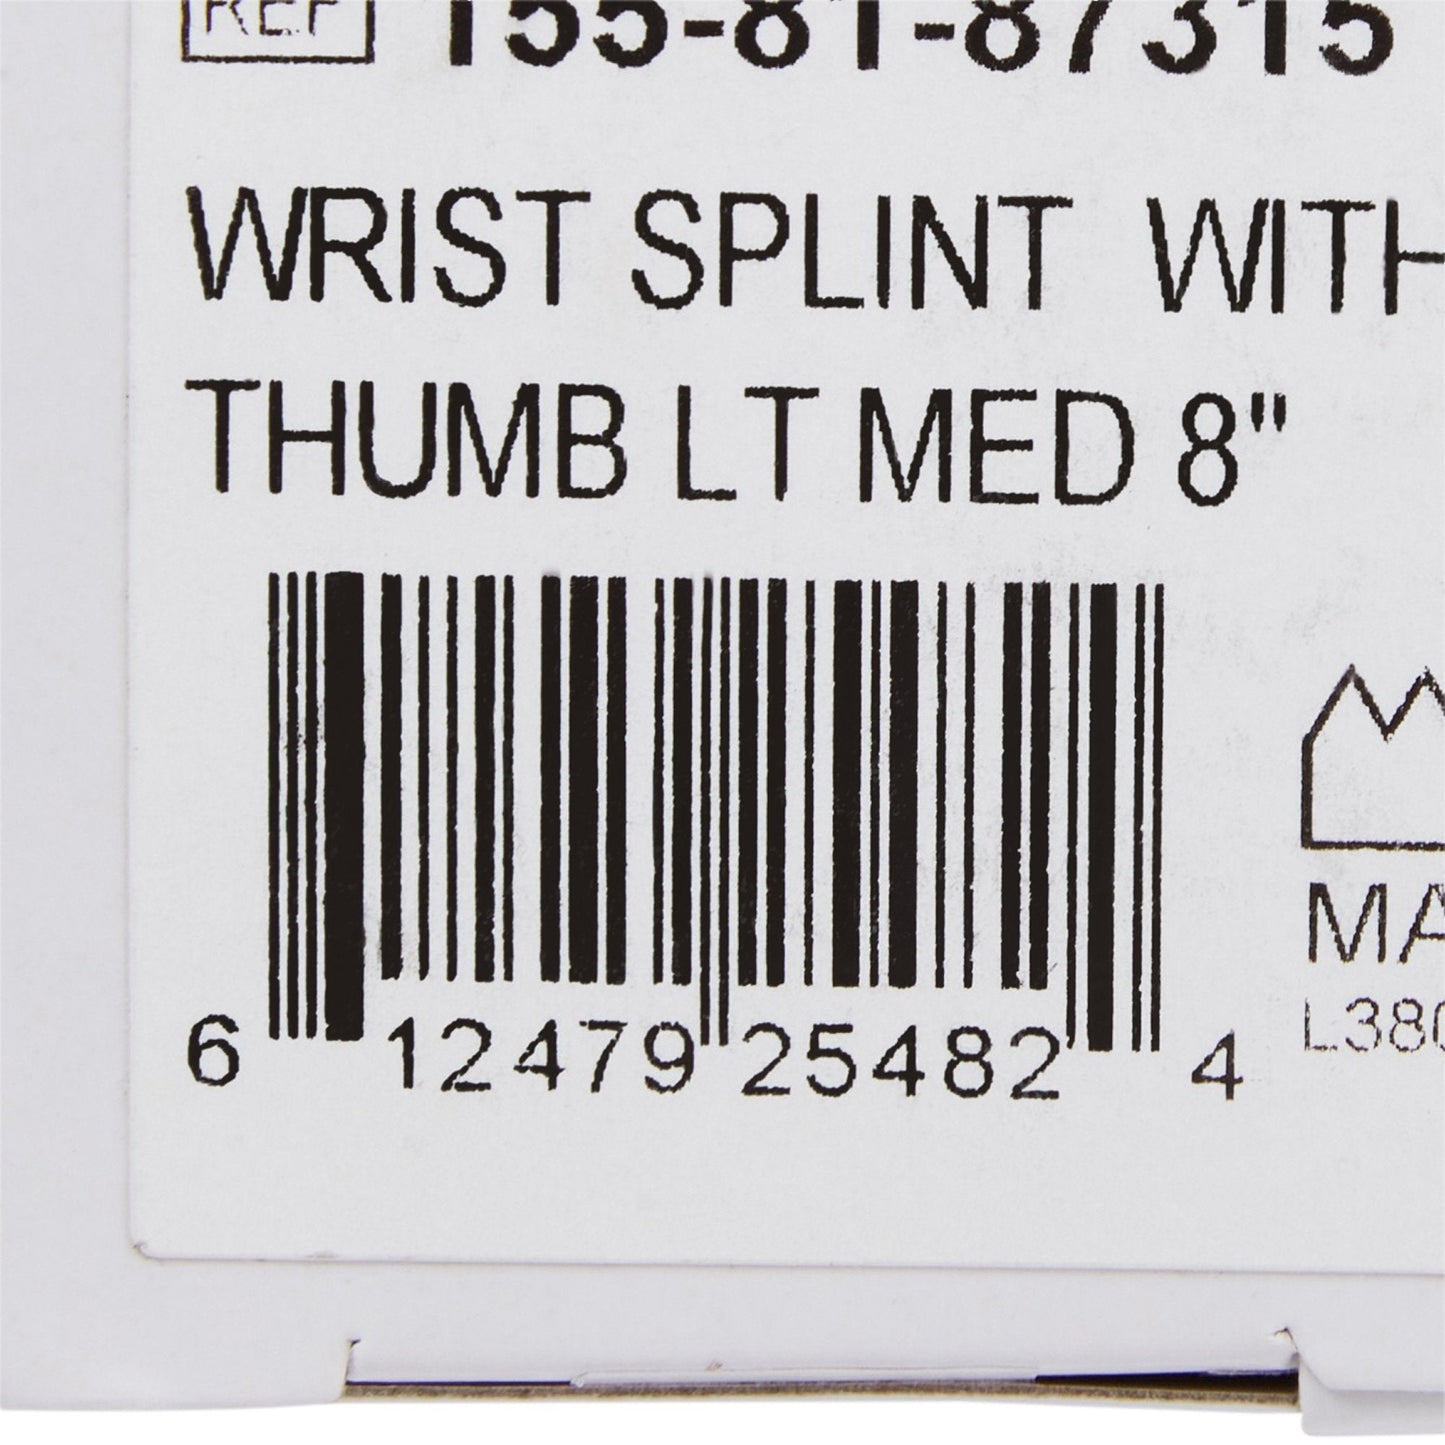 REF 155-81-87315
WRIST SPLINT WITH
THUMB LT MED 8"
6 12479 25482 4
MA
L380